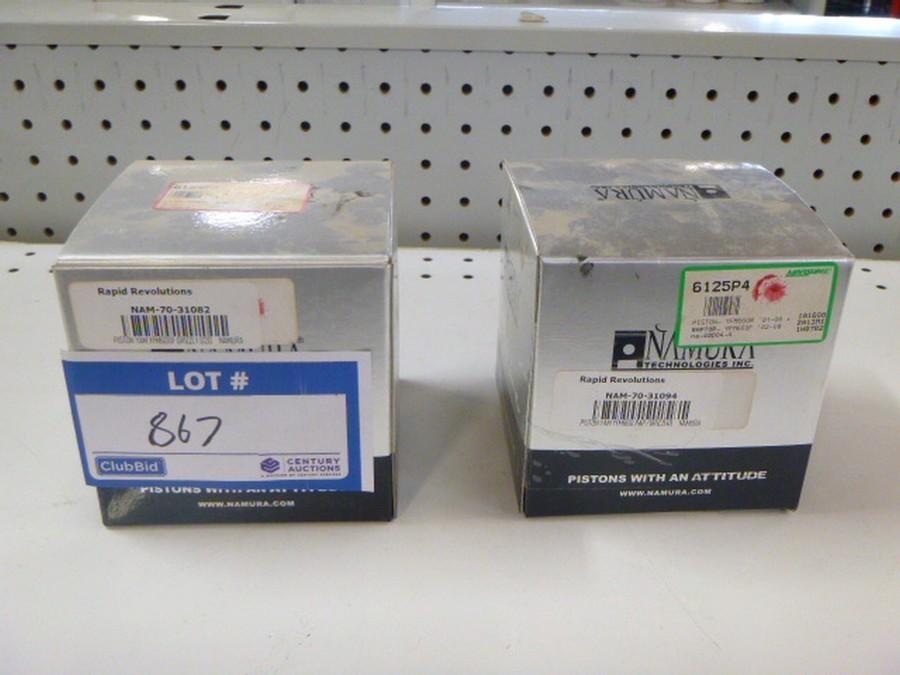 Rapid Revolutions
NAM-70-31082
NAMURA
LOT #
867
ClubBid
CENTURY
AUCTIONS
PISTONS WITH AN ATTITUDE
WWW.NAMURA.COM
NAMURA
6125P4
NAMURA
TECHNOLOGIES INC.
Rapid Revolutions
NAM-70-31094
PISTONS WITH AN ATTITUDE
WWW.NAMURA.COM